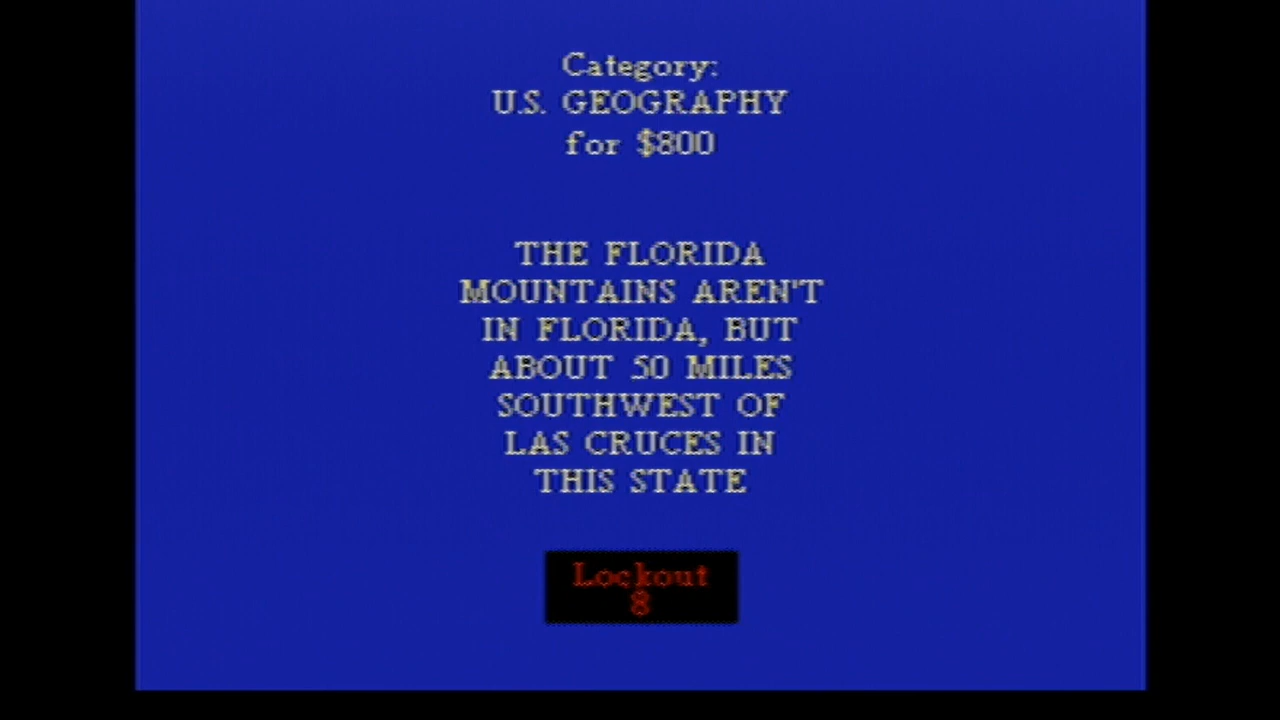 Category:
U.S. GEOGRAPHY
for $800
THE FLORIDA
MOUNTAINS AREN'T
IN FLORIDA, BUT
ABOUT 50 MILES
SOUTHWEST OF
LAS CRUCES IN
THIS STATE
Lockout
8